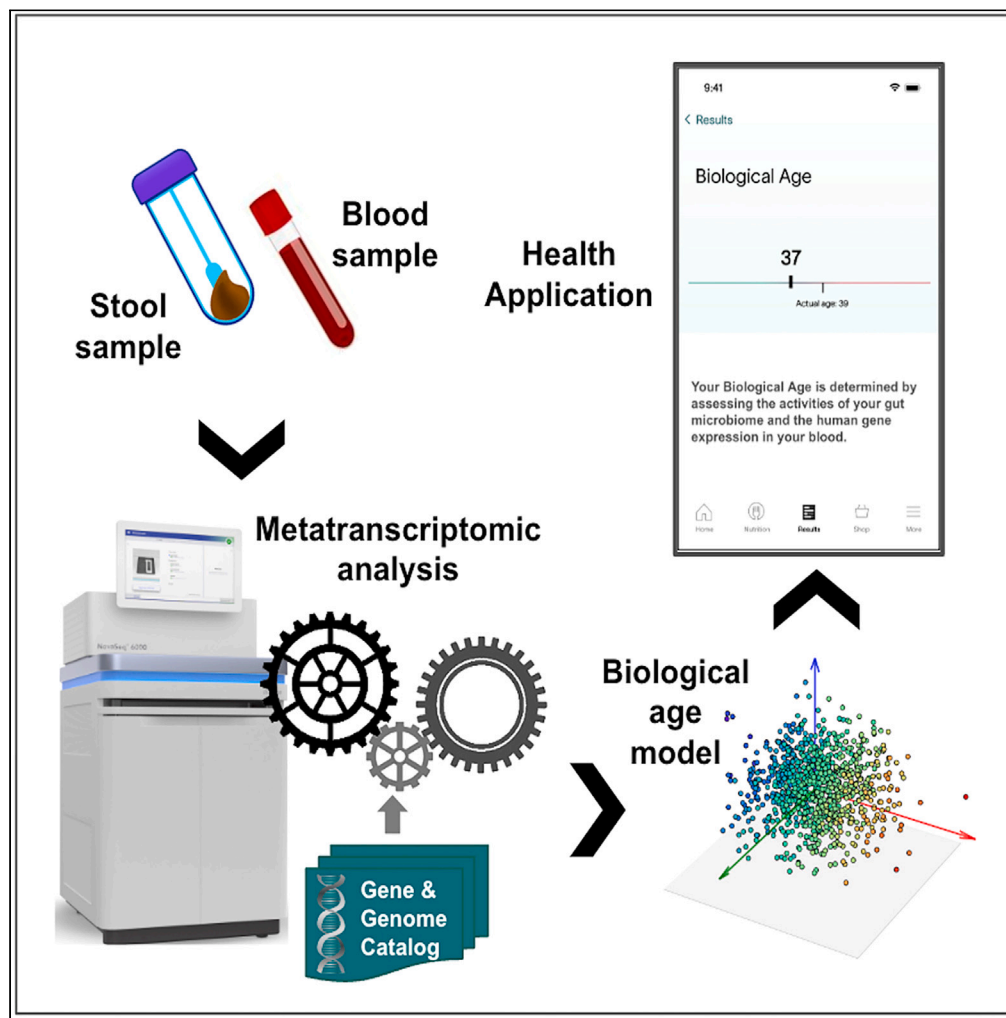 Stool
sample
Blood
sample
Metatranscriptomic
analysis
6000
Gene &
Genome
Catalog
Biological
age
model
Health
Application
9:41
< Results
Biological Age
37
Actual age: 39
Your Biological Age is determined by
assessing the activities of your gut
microbiome and the human gene
expression in your blood.
Home Nutrition Results Shop More